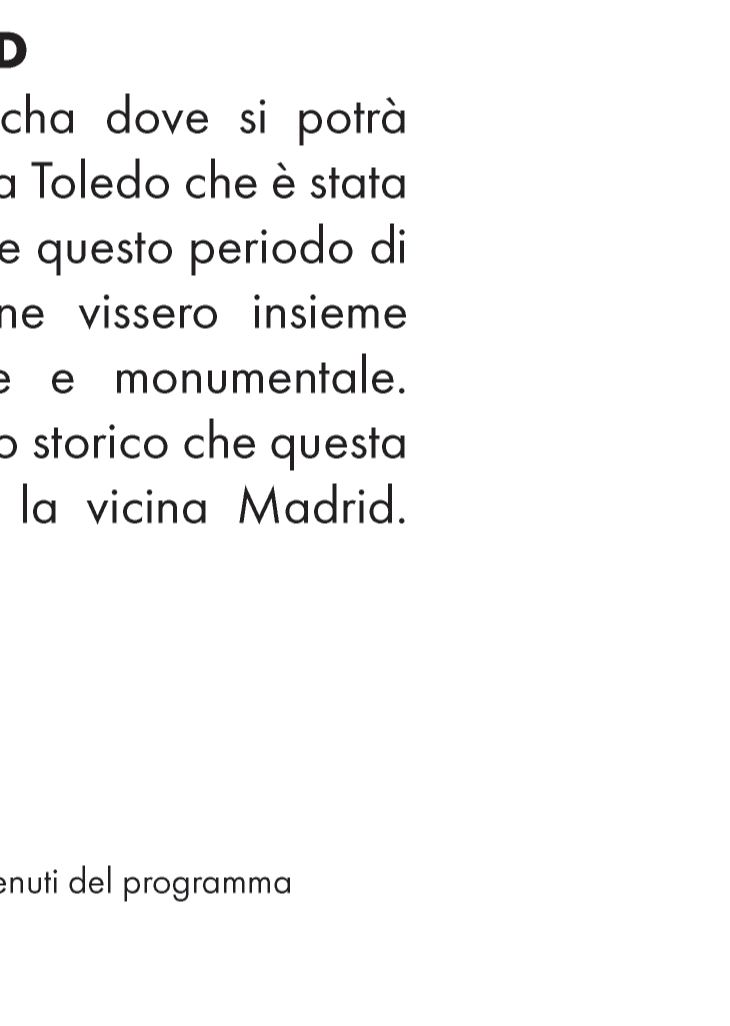 D
cha dove si potrà
a Toledo che è stata
e questo periodo di
ne vissero insieme
e e monumentale.
o storico che questa
la vicina Madrid.
enuti del programma